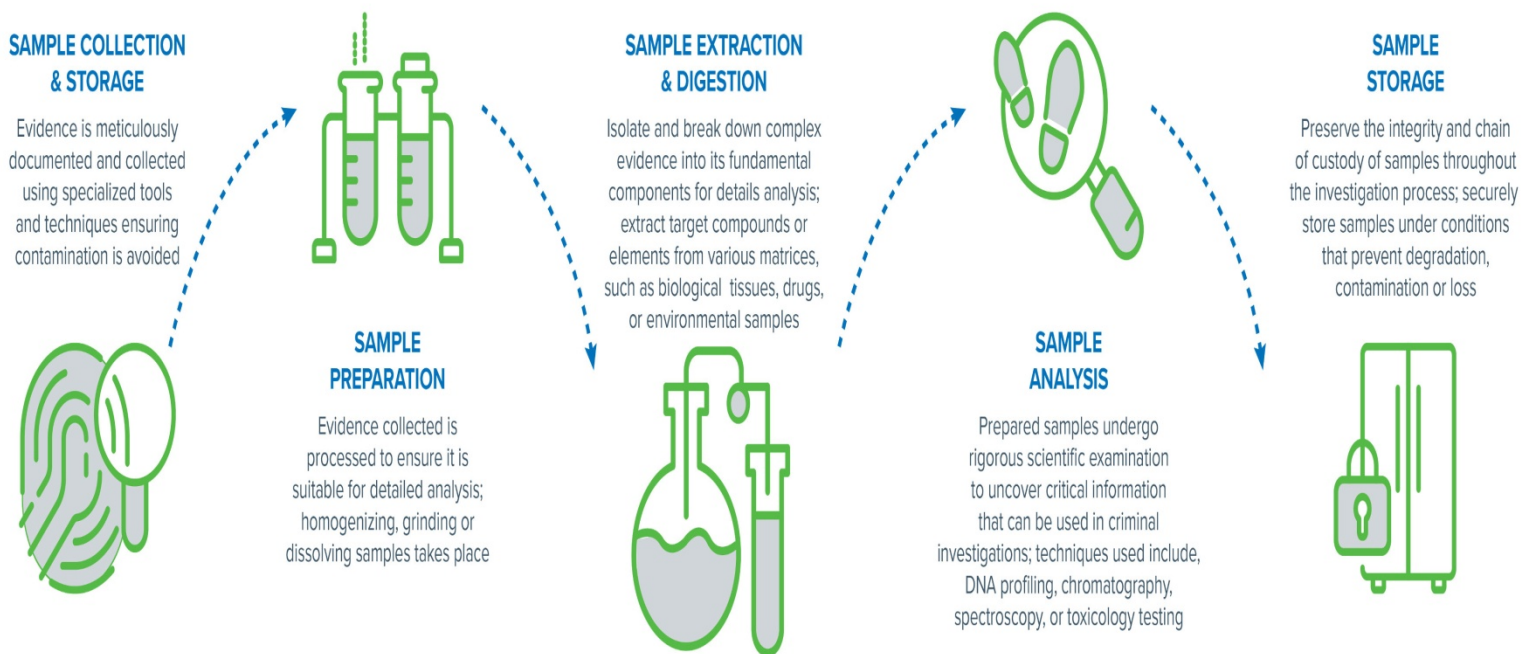 SAMPLE COLLECTION
& STORAGE
Evidence is meticulously
documented and collected
using specialized tools
and techniques ensuring
contamination is avoided
SAMPLE
PREPARATION
Evidence collected is
processed to ensure it is
suitable for detailed analysis;
homogenizing, grinding or
dissolving samples takes place
SAMPLE EXTRACTION
& DIGESTION
Isolate and break down complex
evidence into its fundamental
components for details analysis;
extract target compounds or
elements from various matrices,
such as biological tissues, drugs,
or environmental samples
SAMPLE
ANALYSIS
Prepared samples undergo
rigorous scientific examination
to uncover critical information
that can be used in criminal
investigations; techniques used include,
DNA profiling, chromatography,
spectroscopy, or toxicology testing
SAMPLE
STORAGE
Preserve the integrity and chain
of custody of samples throughout
the investigation process; securely
store samples under conditions
that prevent degradation,
contamination or loss